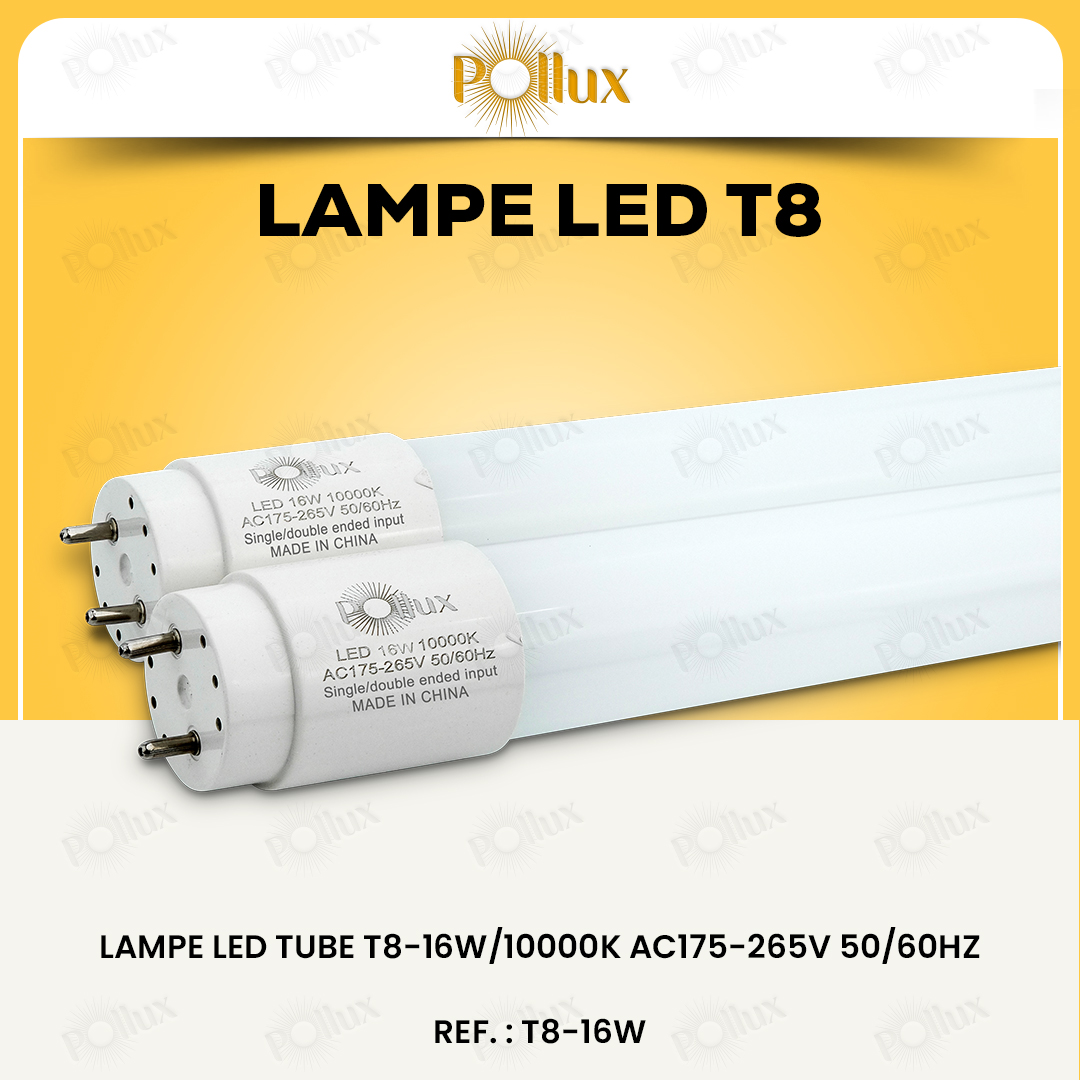 Pollux
LAMPE LED T8
Pollux
LED 16W 10000K
AC175-265V 50/60Hz
Single/double ended input
MADE IN CHINA
Pollux
LED 16W 10000K
AC175-265V 50/60Hz
Single/double ended input
MADE IN CHINA
LAMPE LED TUBE T8-16W/10000K AC175-265V 50/60HZ
REF. : T8-16W